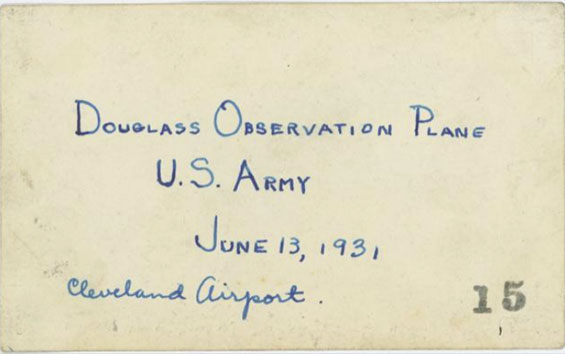 Douglass Observation Plane
U.S. Army
June 13, 1931
Cleveland Airport.
15